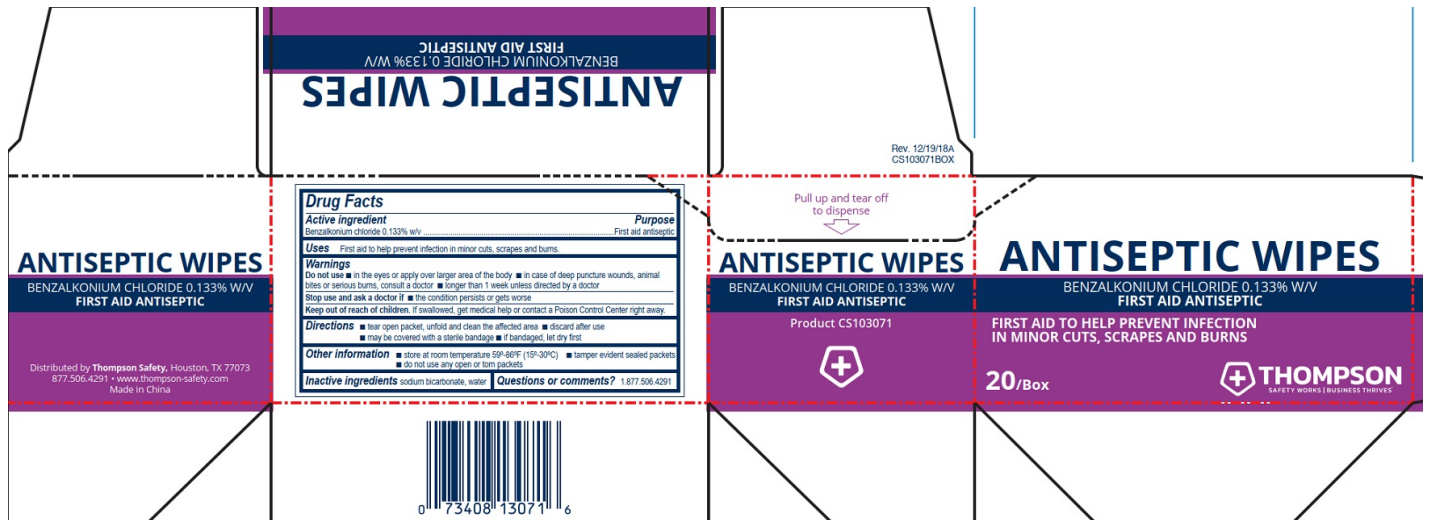 BENZALKONIUM CHLORIDE 0.133% W/V
FIRST AID ANTISEPTIC
ANTISEPTIC WIPES
Rev. 12/19/18A
CS103071BOX
ANTISEPTIC WIPES
BENZALKONIUM CHLORIDE 0.133% W/V
FIRST AID ANTISEPTIC
Distributed by Thompson Safety, Houston, TX 77073
877.506.4291 • www.thompson-safety.com
Made in China
Drug Facts
Active ingredient Purpose
Benzalkonium chloride 0.133% w/v ........ First aid antiseptic
Uses First aid to help prevent infection in minor cuts, scrapes and burns.
Warnings
Do not use ■ in the eyes or apply over larger area of the body ■ in case of deep puncture wounds, animal
bites or serious burns, consult a doctor ■ longer than 1 week unless directed by a doctor
Stop use and ask a doctor if ■ the condition persists or gets worse
Keep out of reach of children. If swallowed, get medical help or contact a Poison Control Center right away.
Directions ■ tear open packet, unfold and clean the affected area ■ discard after use
■ may be covered with a sterile bandage ■ if bandaged, let dry first
Other information ■ store at room temperature 59º-86ºF (15º-30ºC) ■ tamper evident sealed packets
■ do not use any open or torn packets
Inactive ingredients sodium bicarbonate, water Questions or comments? 1.877.506.4291
0 73408 13071 6
Pull up and tear off
to dispense
ANTISEPTIC WIPES
BENZALKONIUM CHLORIDE 0.133% W/V
FIRST AID ANTISEPTIC
Product CS103071
ANTISEPTIC WIPES
BENZALKONIUM CHLORIDE 0.133% W/V
FIRST AID ANTISEPTIC
FIRST AID TO HELP PREVENT INFECTION
IN MINOR CUTS, SCRAPES AND BURNS
20/Box
THOMPSON
SAFETY WORKS | BUSINESS THRIVES